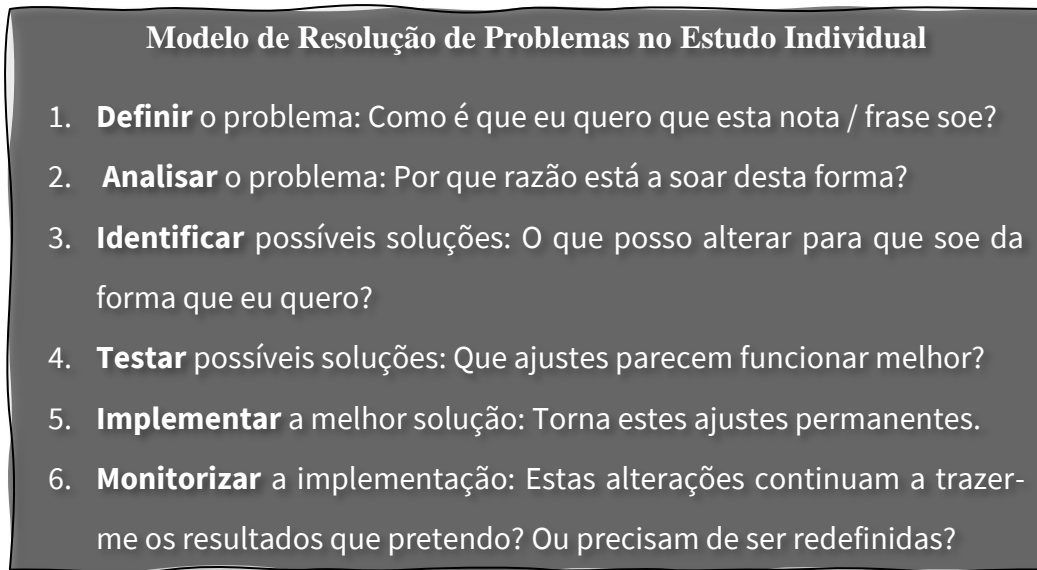 Modelo de Resolução de Problemas no Estudo Individual
1. Definir o problema: Como é que eu quero que esta nota / frase soe?
2. Analisar o problema: Por que razão está a soar desta forma?
3. Identificar possíveis soluções: O que posso alterar para que soe da
forma que eu quero?
4. Testar possíveis soluções: Que ajustes parecem funcionar melhor?
5. Implementar a melhor solução: Torna estes ajustes permanentes.
6. Monitorizar a implementação: Estas alterações continuam a trazer-
me os resultados que pretendo? Ou precisam de ser redefinidas?